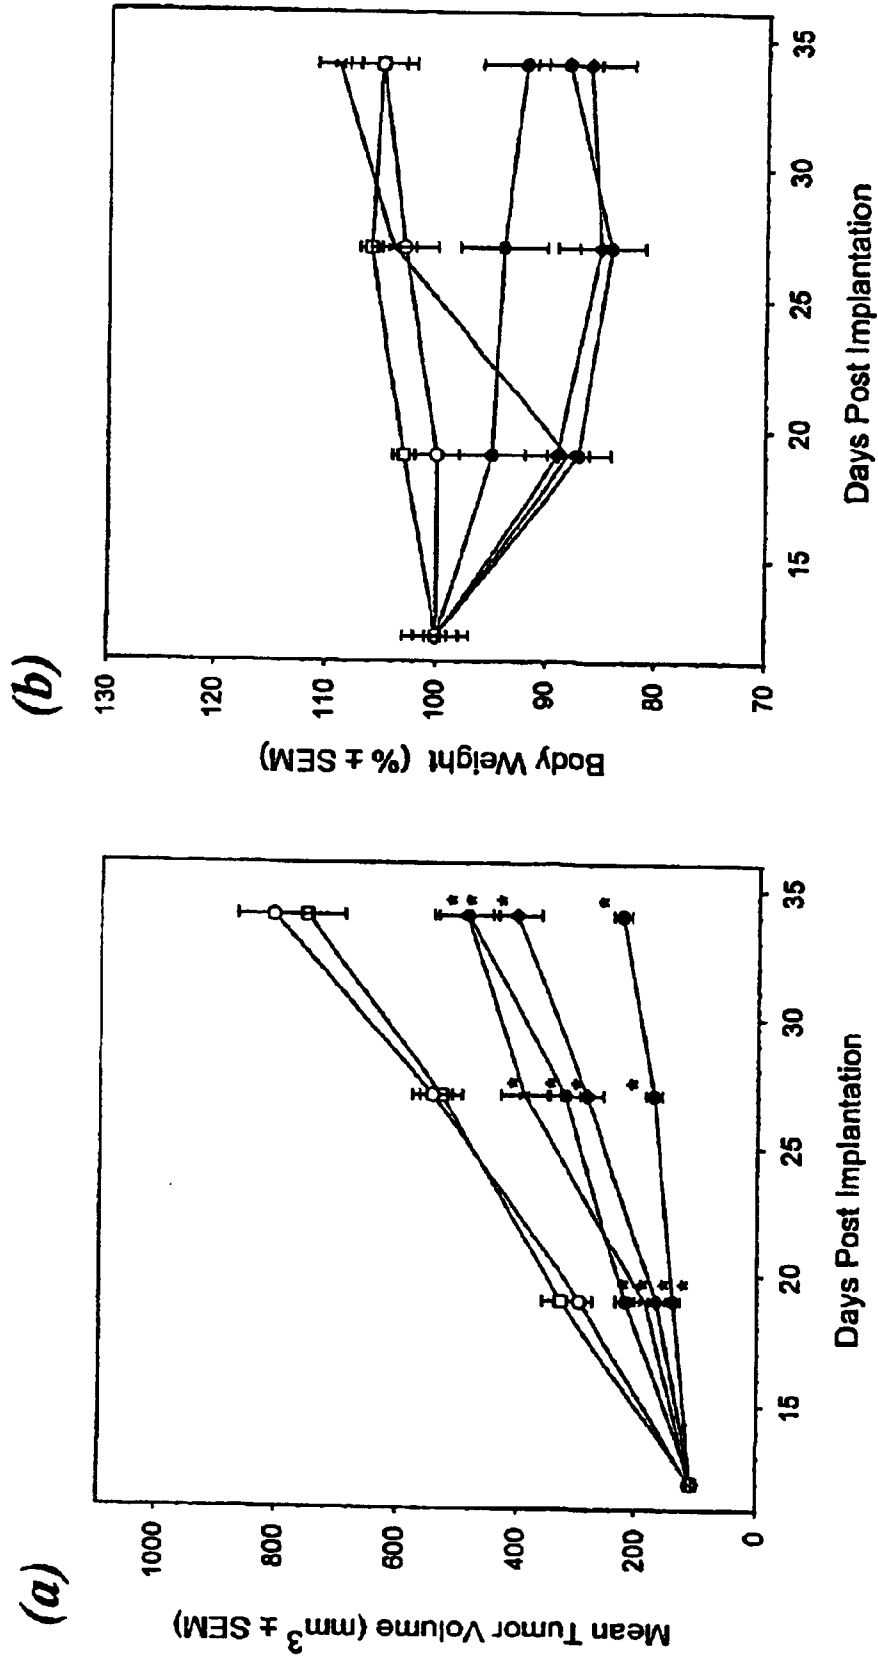 (a)
Mean Tumor Volume (mm³ ± SEM)
1000
800
600
400
200
0
15
20
25
30
35
Days Post Implantation
* * *
*
* * *
*
* * * *
(b)
Body Weight (% ± SEM)
130
120
110
100
90
80
70
15
20
25
30
35
Days Post Implantation